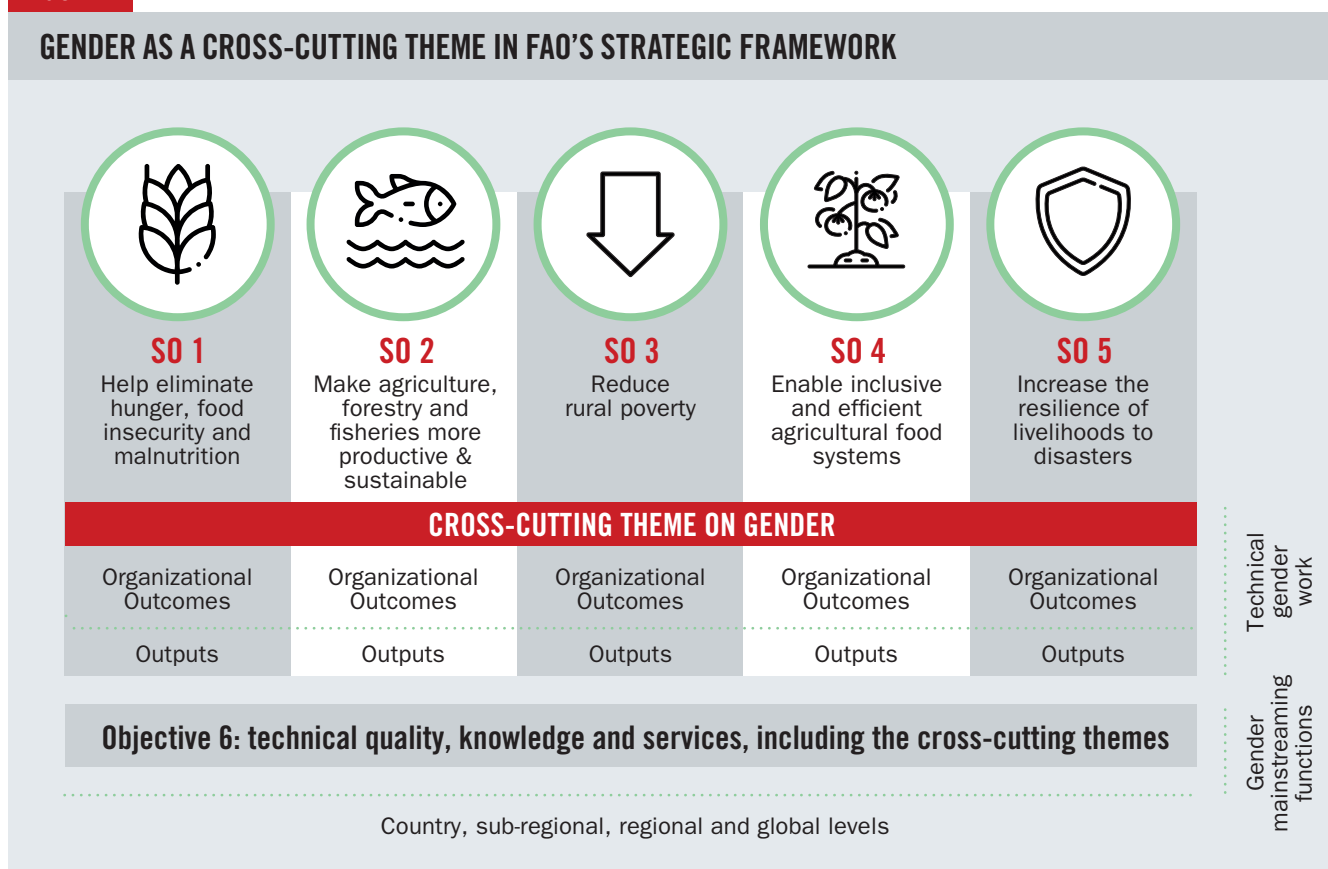 GENDER AS A CROSS-CUTTING THEME IN FAO'S STRATEGIC FRAMEWORK
SO 1
Help eliminate
hunger, food
insecurity and
malnutrition
SO 2
Make agriculture,
forestry and
fisheries more
productive &
sustainable
SO 3
Reduce
rural poverty
SO 4
Enable inclusive
and efficient
agricultural food
systems
SO 5
Increase the
resilience of
livelihoods to
disasters
CROSS-CUTTING THEME ON GENDER
Organizational
Outcomes
Organizational
Outcomes
Organizational
Outcomes
Organizational
Outcomes
Organizational
Outcomes
Outputs
Outputs
Outputs
Outputs
Outputs
Technical
gender
work
Objective 6: technical quality, knowledge and services, including the cross-cutting themes
Gender
mainstreaming
functions
Country, sub-regional, regional and global levels